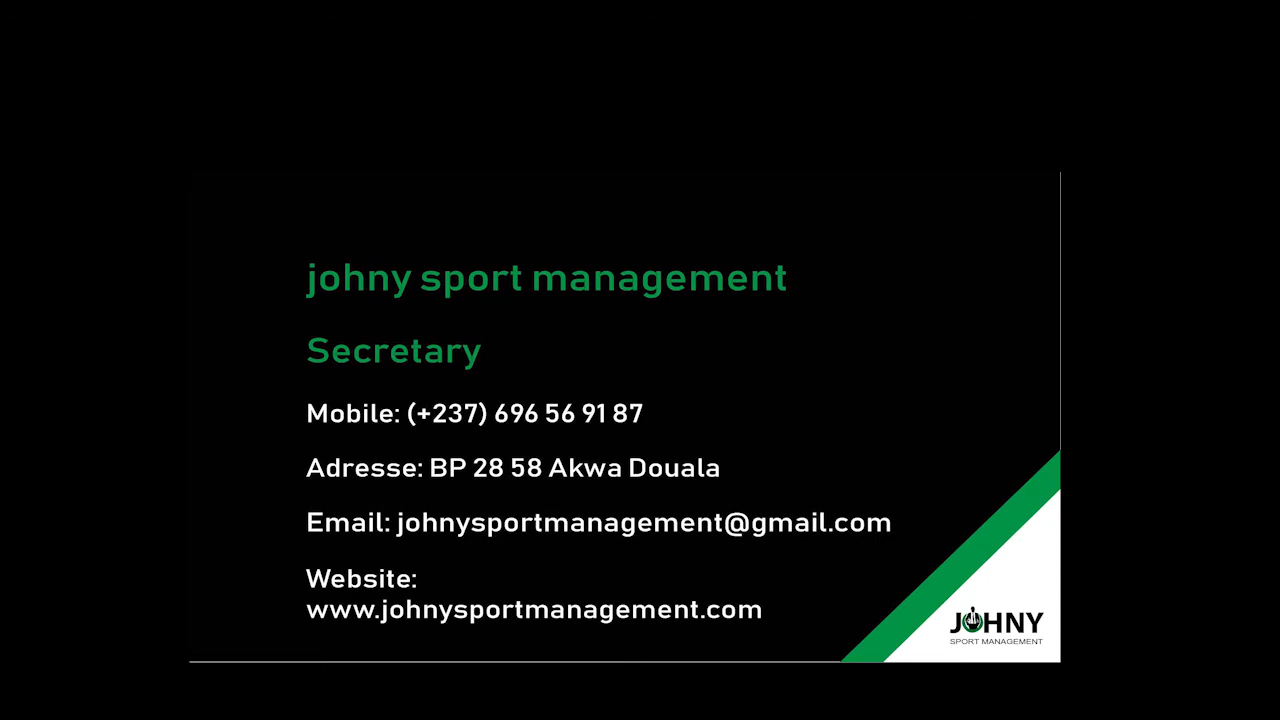 johny sport management
Secretary
Mobile: (+237) 696 56 91 87
Adresse: BP 28 58 Akwa Douala
Email: johnysportmanagement@gmail.com
Website:
www.johnysportmanagement.com
JOHNY
SPORT MANAGEMENT